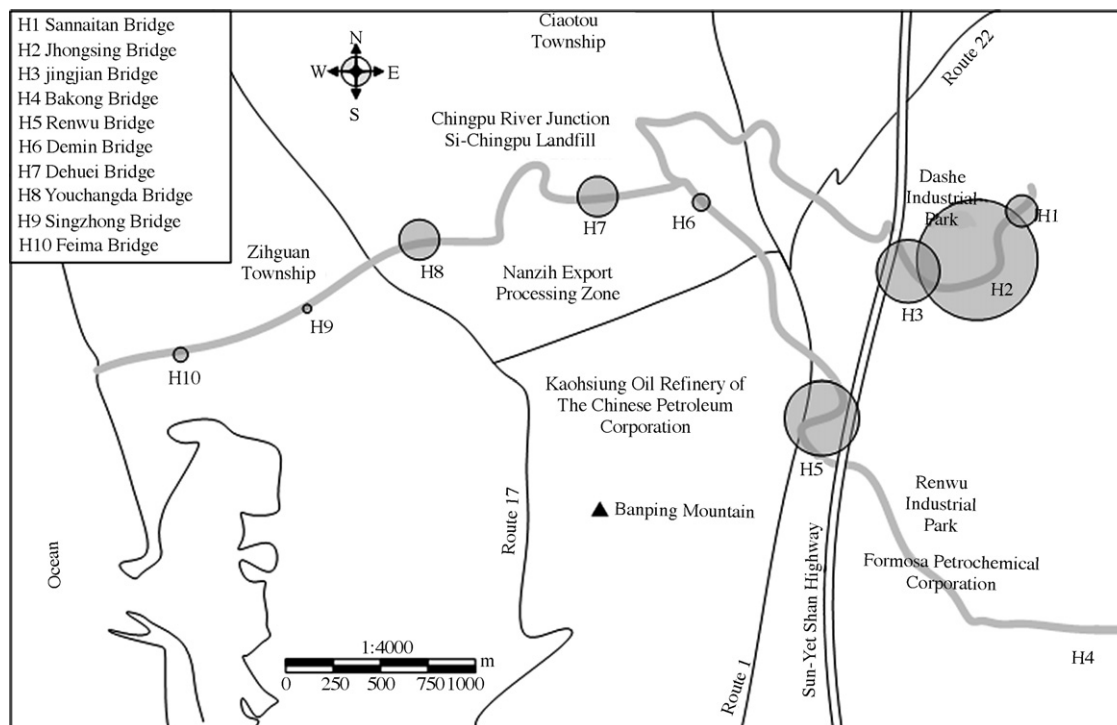 H1 Sannaitan Bridge
H2 Jhongsing Bridge
H3 jingjian Bridge
H4 Bakong Bridge
H5 Renwu Bridge
H6 Demin Bridge
H7 Dehuei Bridge
H8 Youchangda Bridge
H9 Singzhong Bridge
H10 Feima Bridge
N
W
E
S
Ciaotou
Township
Route 22
Chingpu River Junction
Si-Chingpu Landfill
Dashe
Industrial
Park
H1
H6
H7
H8
Zihguan
Township
Nanzih Export
Processing Zone
H2
H3
H9
H10
Kaohsiung Oil Refinery of
The Chinese Petroleum
Corporation
H5
Renwu
Industrial
Park
Banping Mountain
Route 17
Ocean
Formosa Petrochemical
Corporation
Sun-Yet Shan Highway
Route 1
H4
1:4000
m
0 250 500 750 1000